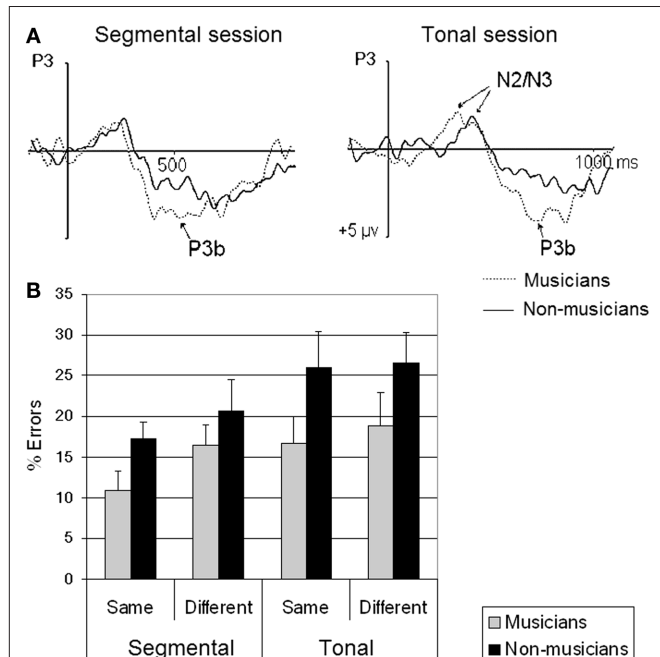 A
Segmental session
Tonal session
P3
P3
N2/N3
500
1000 ms
+5 µv
P3b
P3b
Musicians
Non-musicians
B
35
30
25
20
15
10
5
0
% Errors
Same
Different
Same
Different
Segmental
Tonal
Musicians
Non-musicians